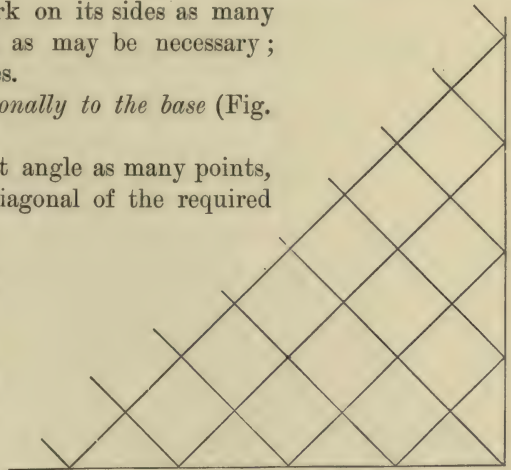 rk on its sides as many
as may be necessary ;
es.
onally to the base (Fig.
t angle as many points,
iagonal of the required